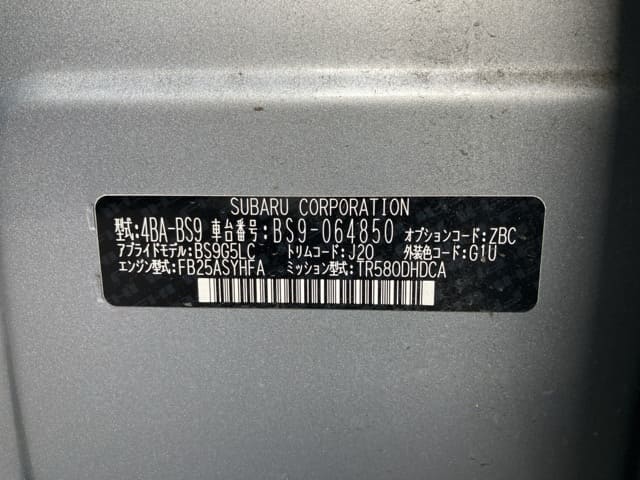 SUBARU CORPORATION
型式:4BA-BS9 車台番号:BS9-064850 オプションコード:ZBC
アプライドモデル:BS9G5LC トリムコード:J20 外装色コード:G1U
エンジン型式:FB25ASYHFA ミッション型式:TR580DHDCA